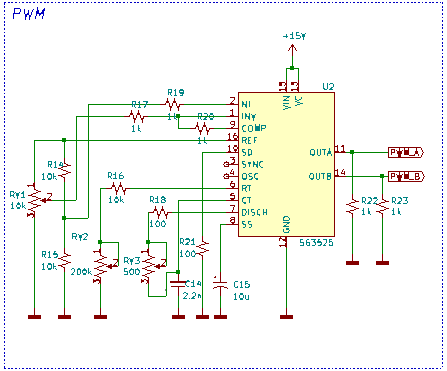 PWM
+15V
U2
R19
1k
R17
1k
R20
1k
2 NI
1 INV
9 COMP
16 REF
10 SD
3 SYNC
4 OSC
6 RT
5 CT
7 DISCH
8 SS
15 VIN
13 VC
OUTA 11
OUTB 14
GND 12
SG3525
PWM_A
PWM_B
R14
10k
RV1
10k
R16
10k
R18
100
R15
10k
RV2
200k
RV3
500
R21
100
C14
2.2n
C15
10u
R22
1k
R23
1k